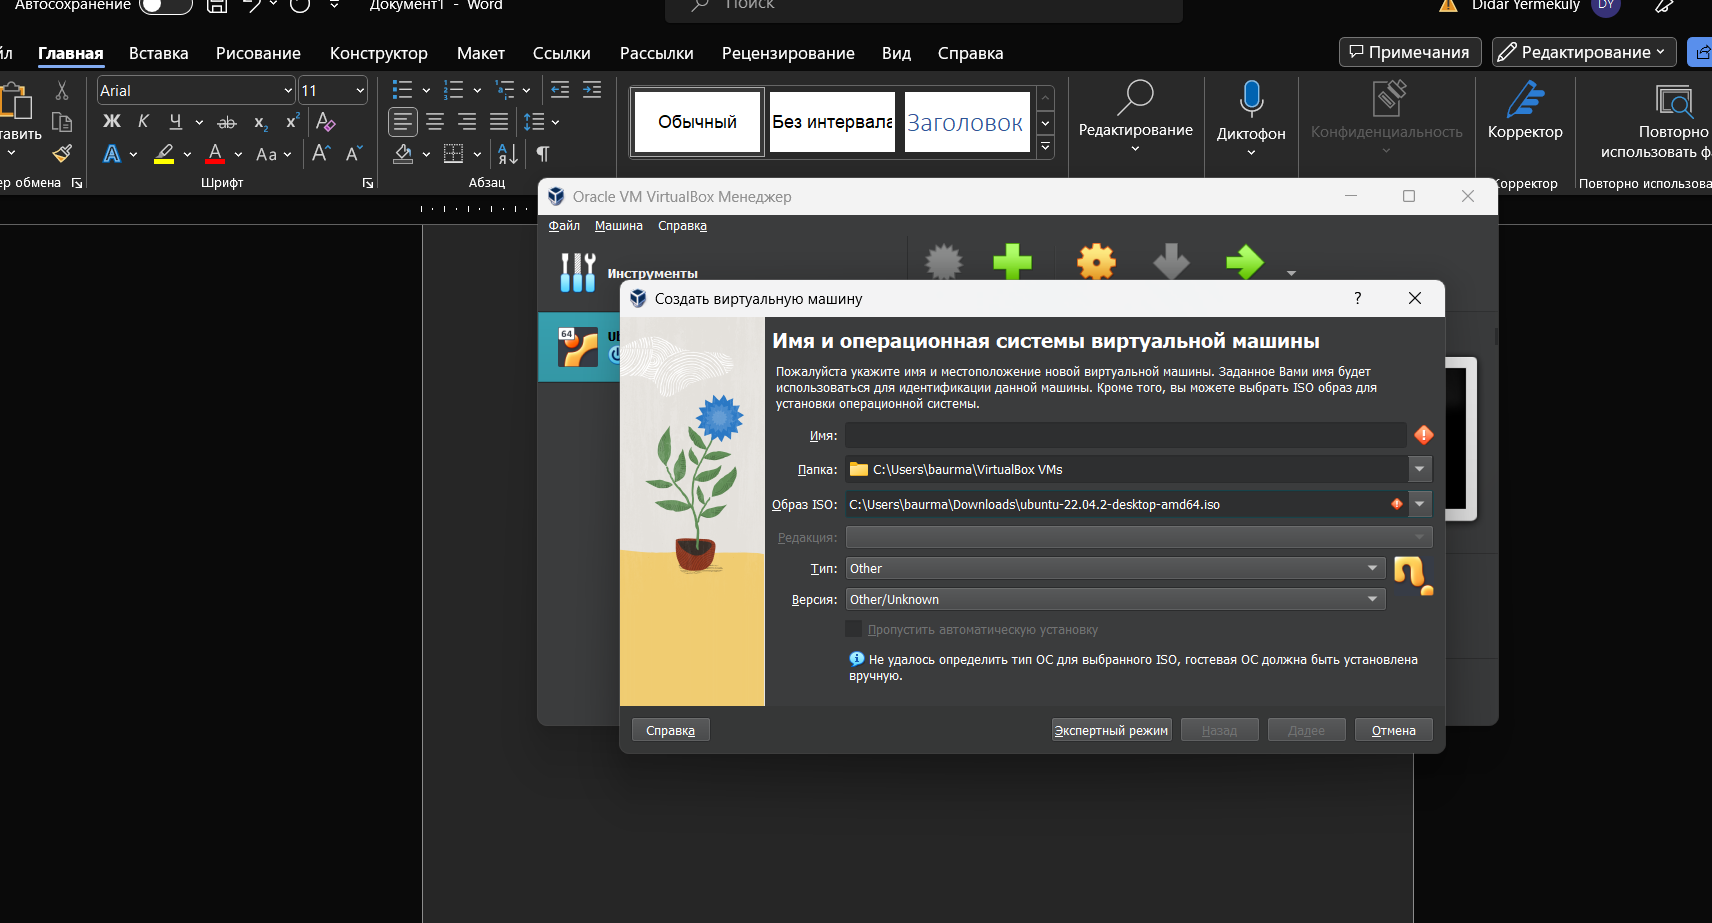 Автосохранение
Документ1 - Word
Поиск
Didar Yermekuly
DY
Главная
Вставка
Рисование
Конструктор
Макет
Ссылки
Рассылки
Рецензирование
Вид
Справка
Примечания
Редактирование
Arial
11
Ж К Ч ab x₂ x²
А А Аа А А
Обычный
Без интервала
Заголовок
Редактирование
Диктофон
Конфиденциальность
Корректор
Повторно
использовать ф
ер обмена
Шрифт
Абзац
Корректор
Повторно использова
Oracle VM VirtualBox Менеджер
Файл
Машина
Справка
Инструменты
64
Ub
Создать виртуальную машину
?
Имя и операционная системы виртуальной машины
Пожалуйста укажите имя и местоположение новой виртуальной машины. Заданное Вами имя будет
использоваться для идентификации данной машины. Кроме того, вы можете выбрать ISO образ для
установки операционной системы.
Имя:
Папка:
C:\Users\baurma\VirtualBox VMs
Образ ISO:
C:\Users\baurma\Downloads\ubuntu-22.04.2-desktop-amd64.iso
Редакция:
Тип:
Other
Версия:
Other/Unknown
Пропустить автоматическую установку
Не удалось определить тип ОС для выбранного ISO, гостевая ОС должна быть установлена
вручную.
Справка
Экспертный режим
Назад
Далее
Отмена